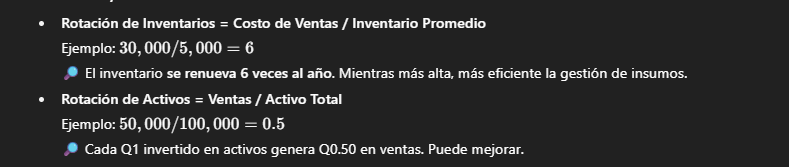 • Rotación de Inventarios = Costo de Ventas / Inventario Promedio
Ejemplo: 30,000/5,000 = 6
🔎 El inventario se renueva 6 veces al año. Mientras más alta, más eficiente la gestión de insumos.
• Rotación de Activos = Ventas / Activo Total
Ejemplo: 50,000/100,000 = 0.5
🔎 Cada Q1 invertido en activos genera Q0.50 en ventas. Puede mejorar.